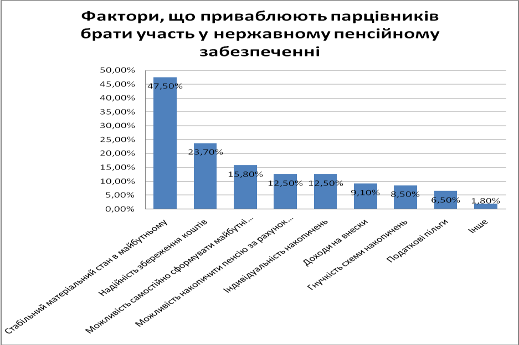 Фактори, що приваблюють парцівників
брати участь у нержавному пенсійному
забезпеченні
50,00%
45,00%
40,00%
35,00%
30,00%
25,00%
20,00%
15,00%
10,00%
5,00%
0,00%
47,50%
23,70%
15,80%
12,50%
12,50%
9,10%
8,50%
6,50%
1,80%
Стабільний матеріальний стан в майбутньому
Надійність збереження коштів
Можливість самостійно сформувати майбутні ...
Можливість накопичити пенсію за рахунок ...
Індивідуальність накопичень
Доходи на внески
Гнучність схеми накопичень
Податкові пільги
Інше